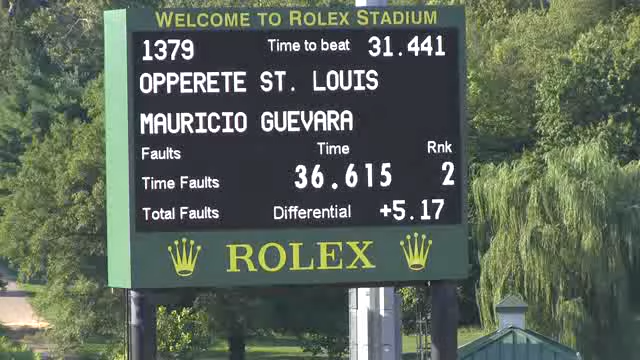 WELCOME TO ROLEX STADIUM
1379 Time to beat 31.441
OPPERETE ST. LOUIS
MAURICIO GUEVARA
Faults Time Rnk
Time Faults 36.615 2
Total Faults Differential +5.17
ROLEX